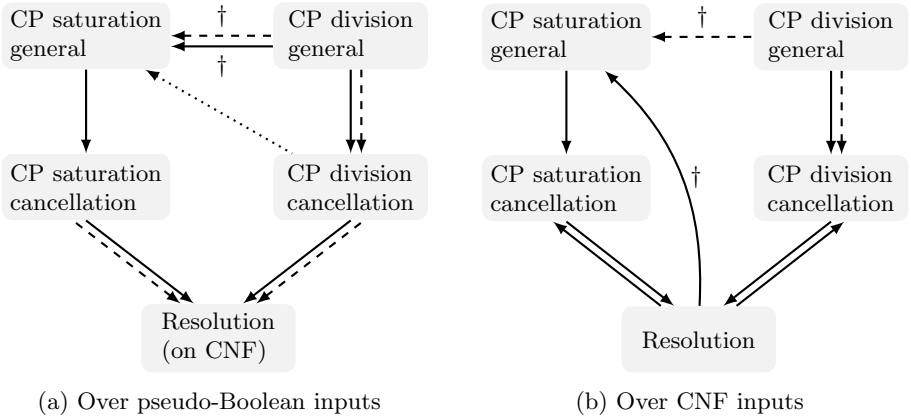 CP saturation
general
†
†
CP division
general
CP saturation
cancellation
CP division
cancellation
Resolution
(on CNF)
(a) Over pseudo-Boolean inputs
CP saturation
general
†
CP division
general
CP saturation
cancellation
†
CP division
cancellation
Resolution
(b) Over CNF inputs